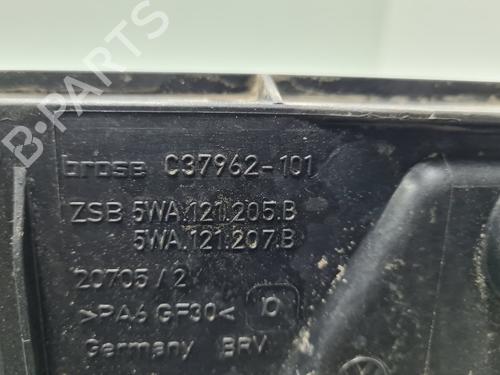 B-PARTS
brose C37962-101
ZSB 5WA.121.205.B
5WA.121.207.B
20705 / 2
>PA6 GF30< 10
Germany BRV